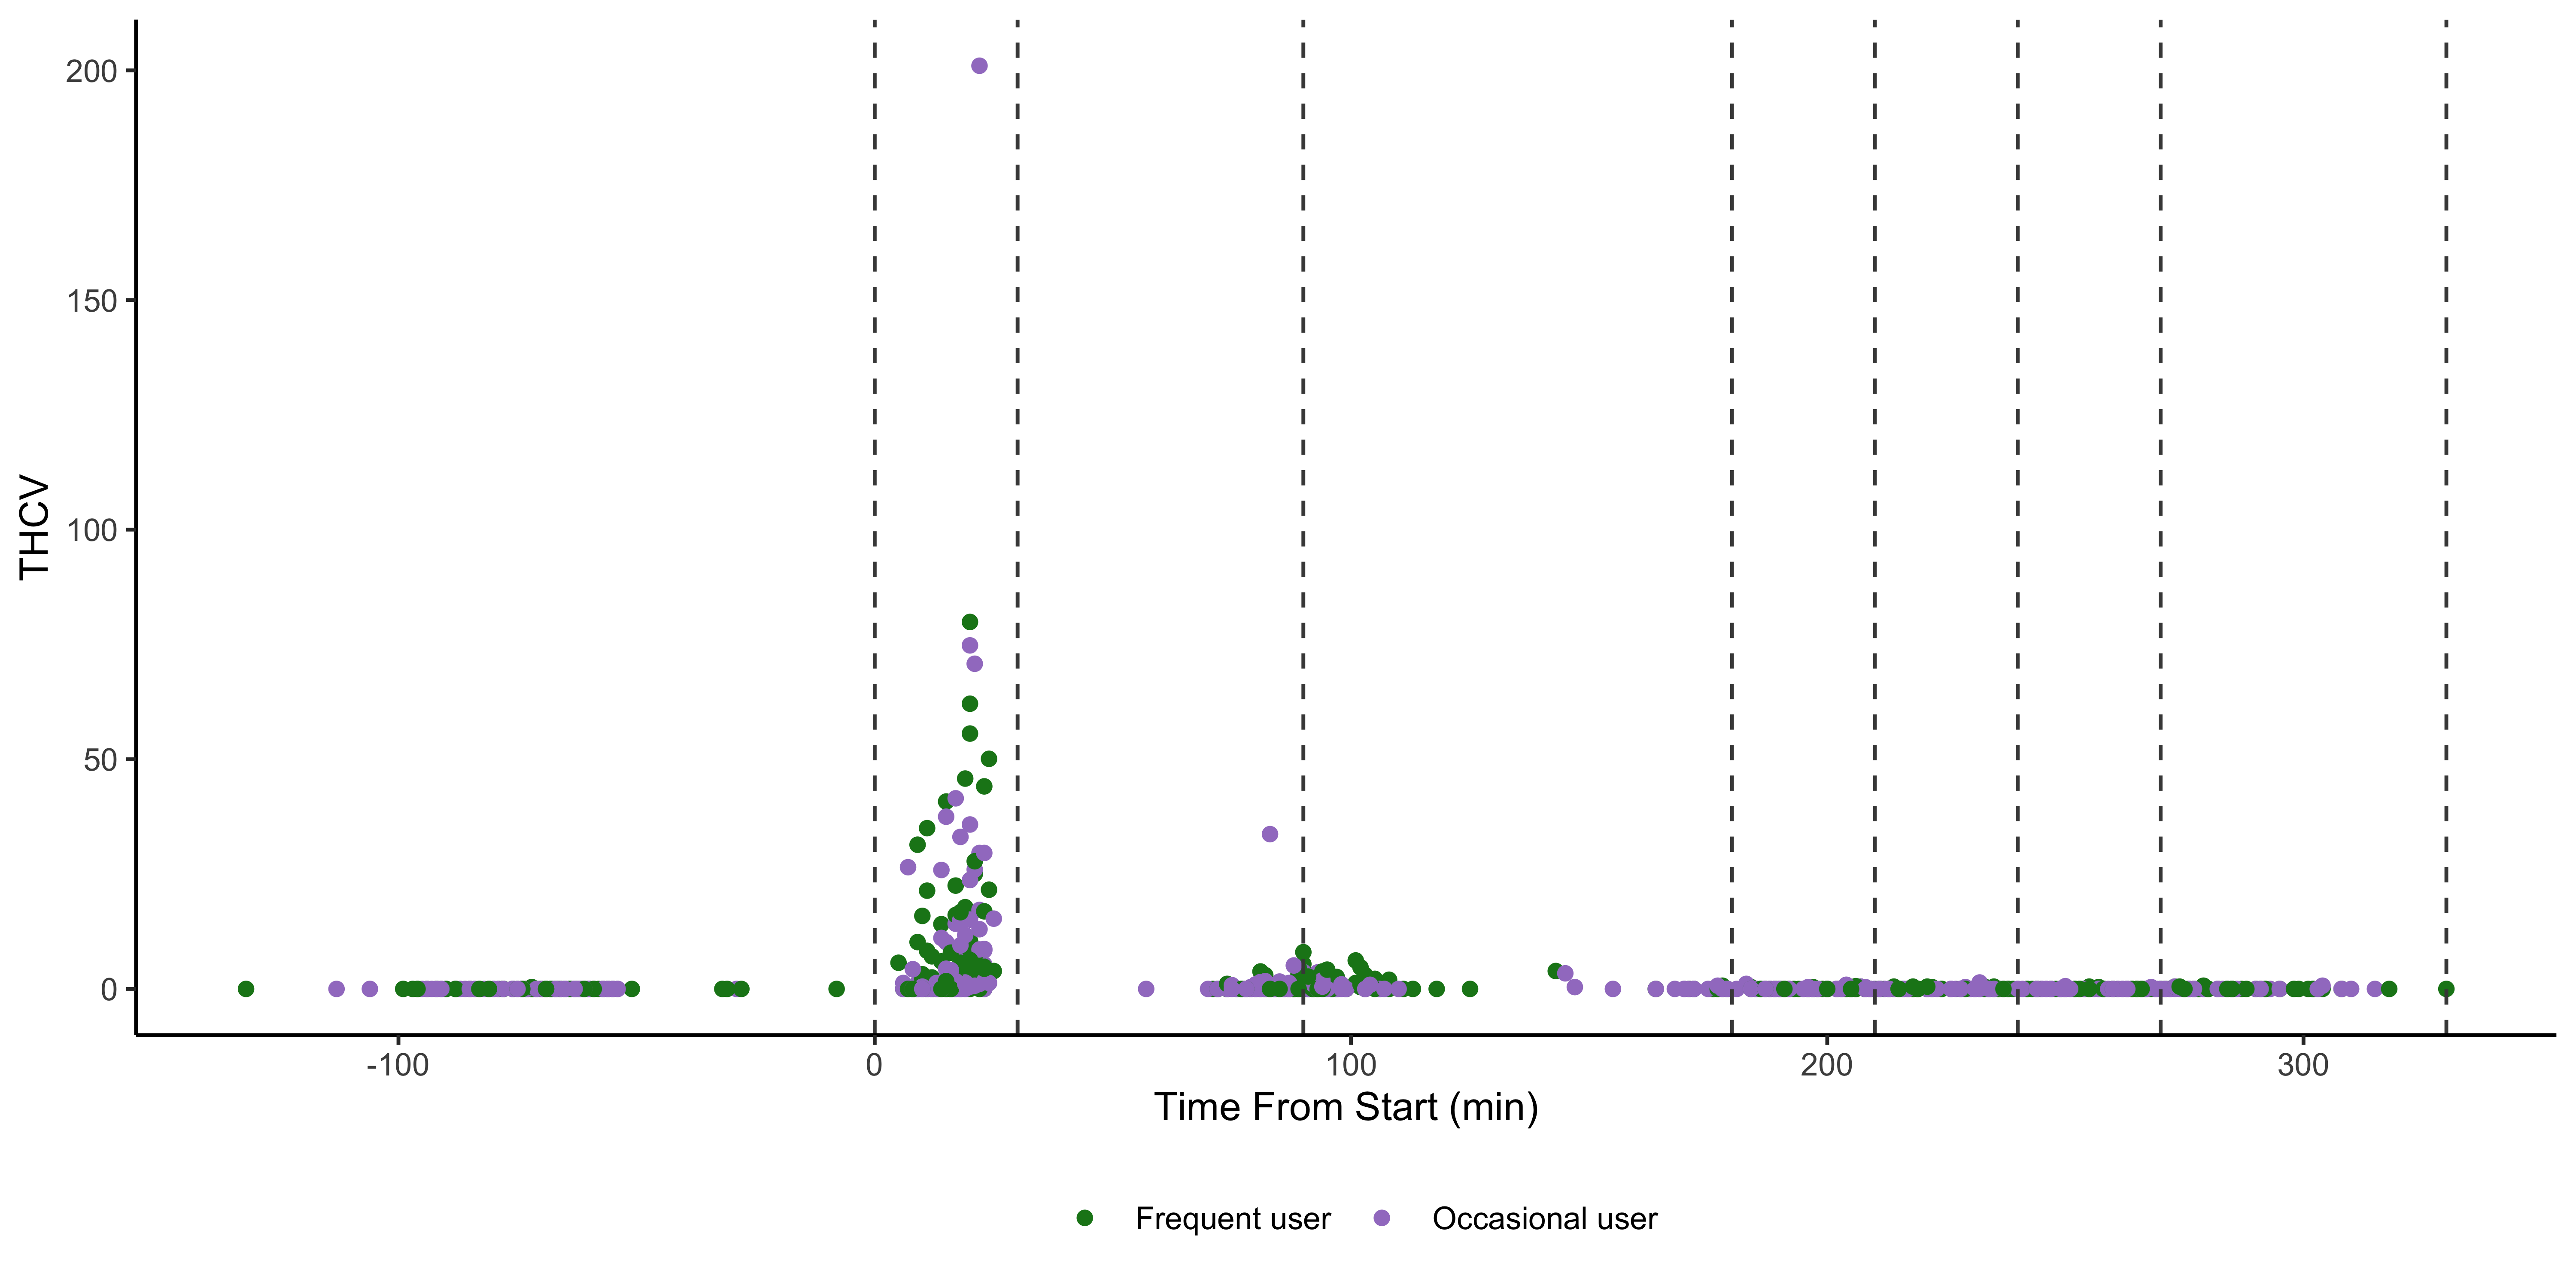 200
150
100
50
0
THCV
-100 0 100 200 300
Time From Start (min)
Frequent user Occasional user